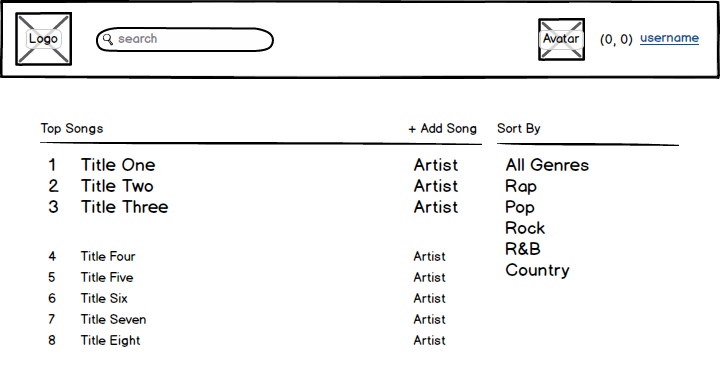 Logo search Avatar (0, 0) username
Top Songs + Add Song Sort By
1 Title One Artist All Genres
2 Title Two Artist Rap
3 Title Three Artist Pop
Rock
R&B
4 Title Four Artist
5 Title Five Artist Country
6 Title Six Artist
7 Title Seven Artist
8 Title Eight Artist